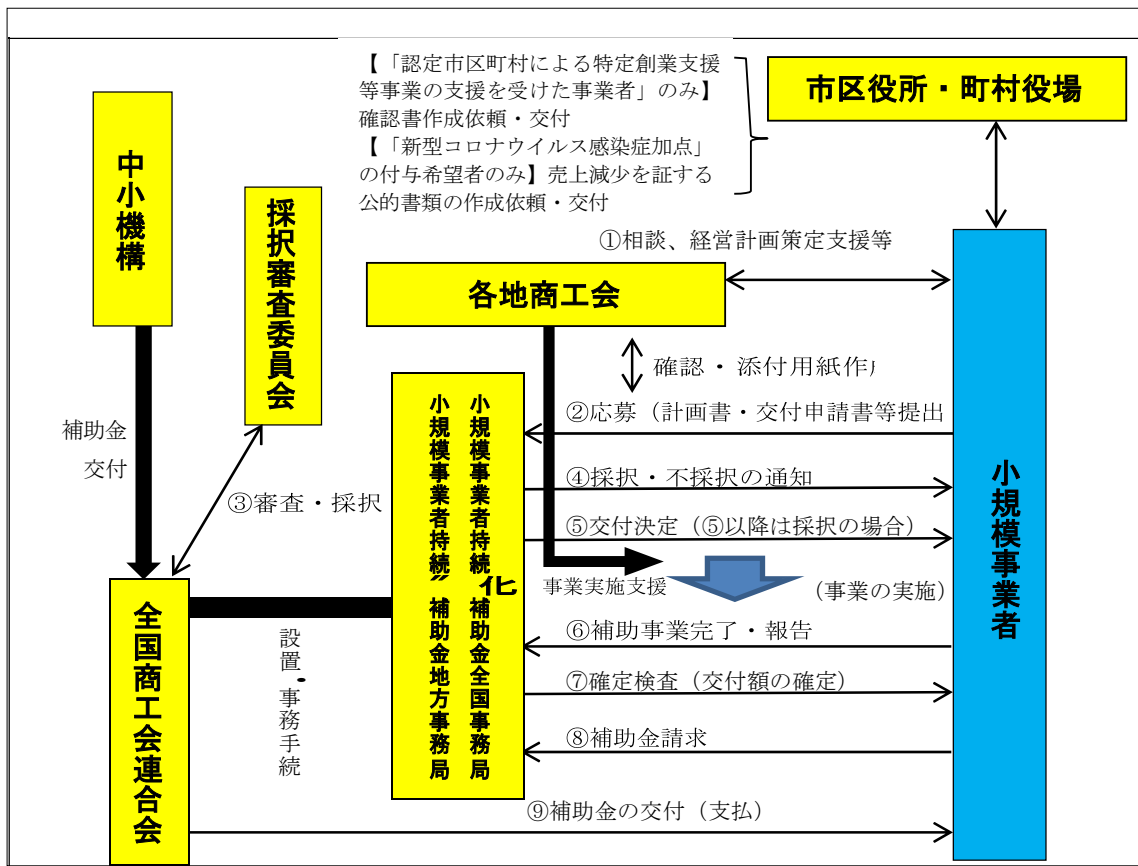 【「認定市区町村による特定創業支援
等事業の支援を受けた事業者」のみ】
確認書作成依頼・交付
【「新型コロナウイルス感染症加点」
の付与希望者のみ】売上減少を証する
公的書類の作成依頼・交付
市区役所・町村役場
中小機構
採択審査委員会
①相談、経営計画策定支援等
各地商工会
確認・添付用紙作
補助金
交付
③審査・採択
小規模事業者持続化補助金全国事務局
小規模事業者持続〃補助金地方事務局
②応募（計画書・交付申請書等提出
④採択・不採択の通知
⑤交付決定（⑤以降は採択の場合）
事業実施支援
（事業の実施）
小規模事業者
全国商工会連合会
設置・事務手続
⑥補助事業完了・報告
⑦確定検査（交付額の確定）
⑧補助金請求
⑨補助金の交付（支払）